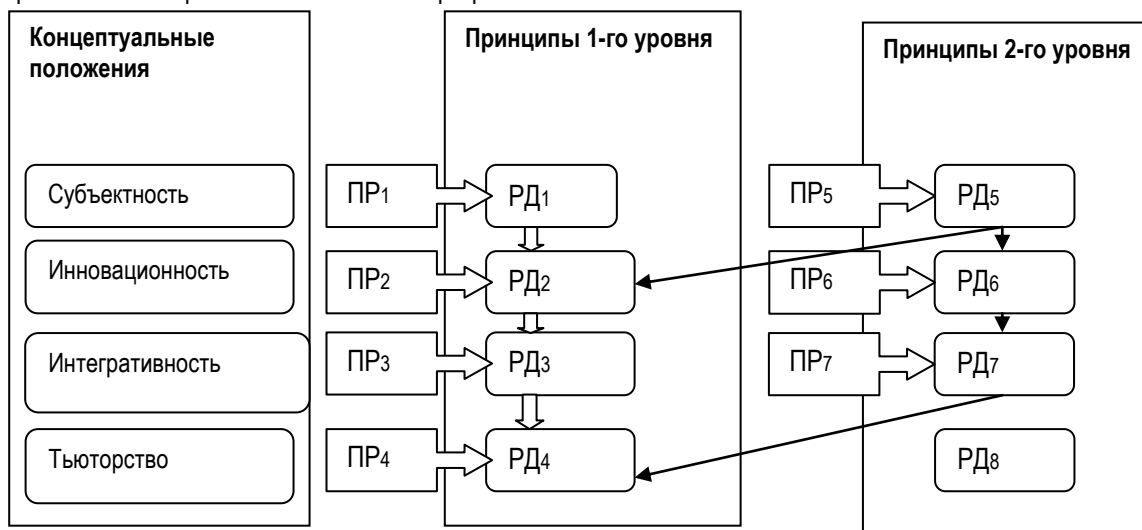 Концептуальные
положения
Принципы 1-го уровня
Принципы 2-го уровня
Субъектность
ПР1
РД1
ПР5
РД5
Инновационность
ПР2
РД2
ПР6
РД6
Интегративность
ПР3
РД3
ПР7
РД7
Тьюторство
ПР4
РД4
РД8